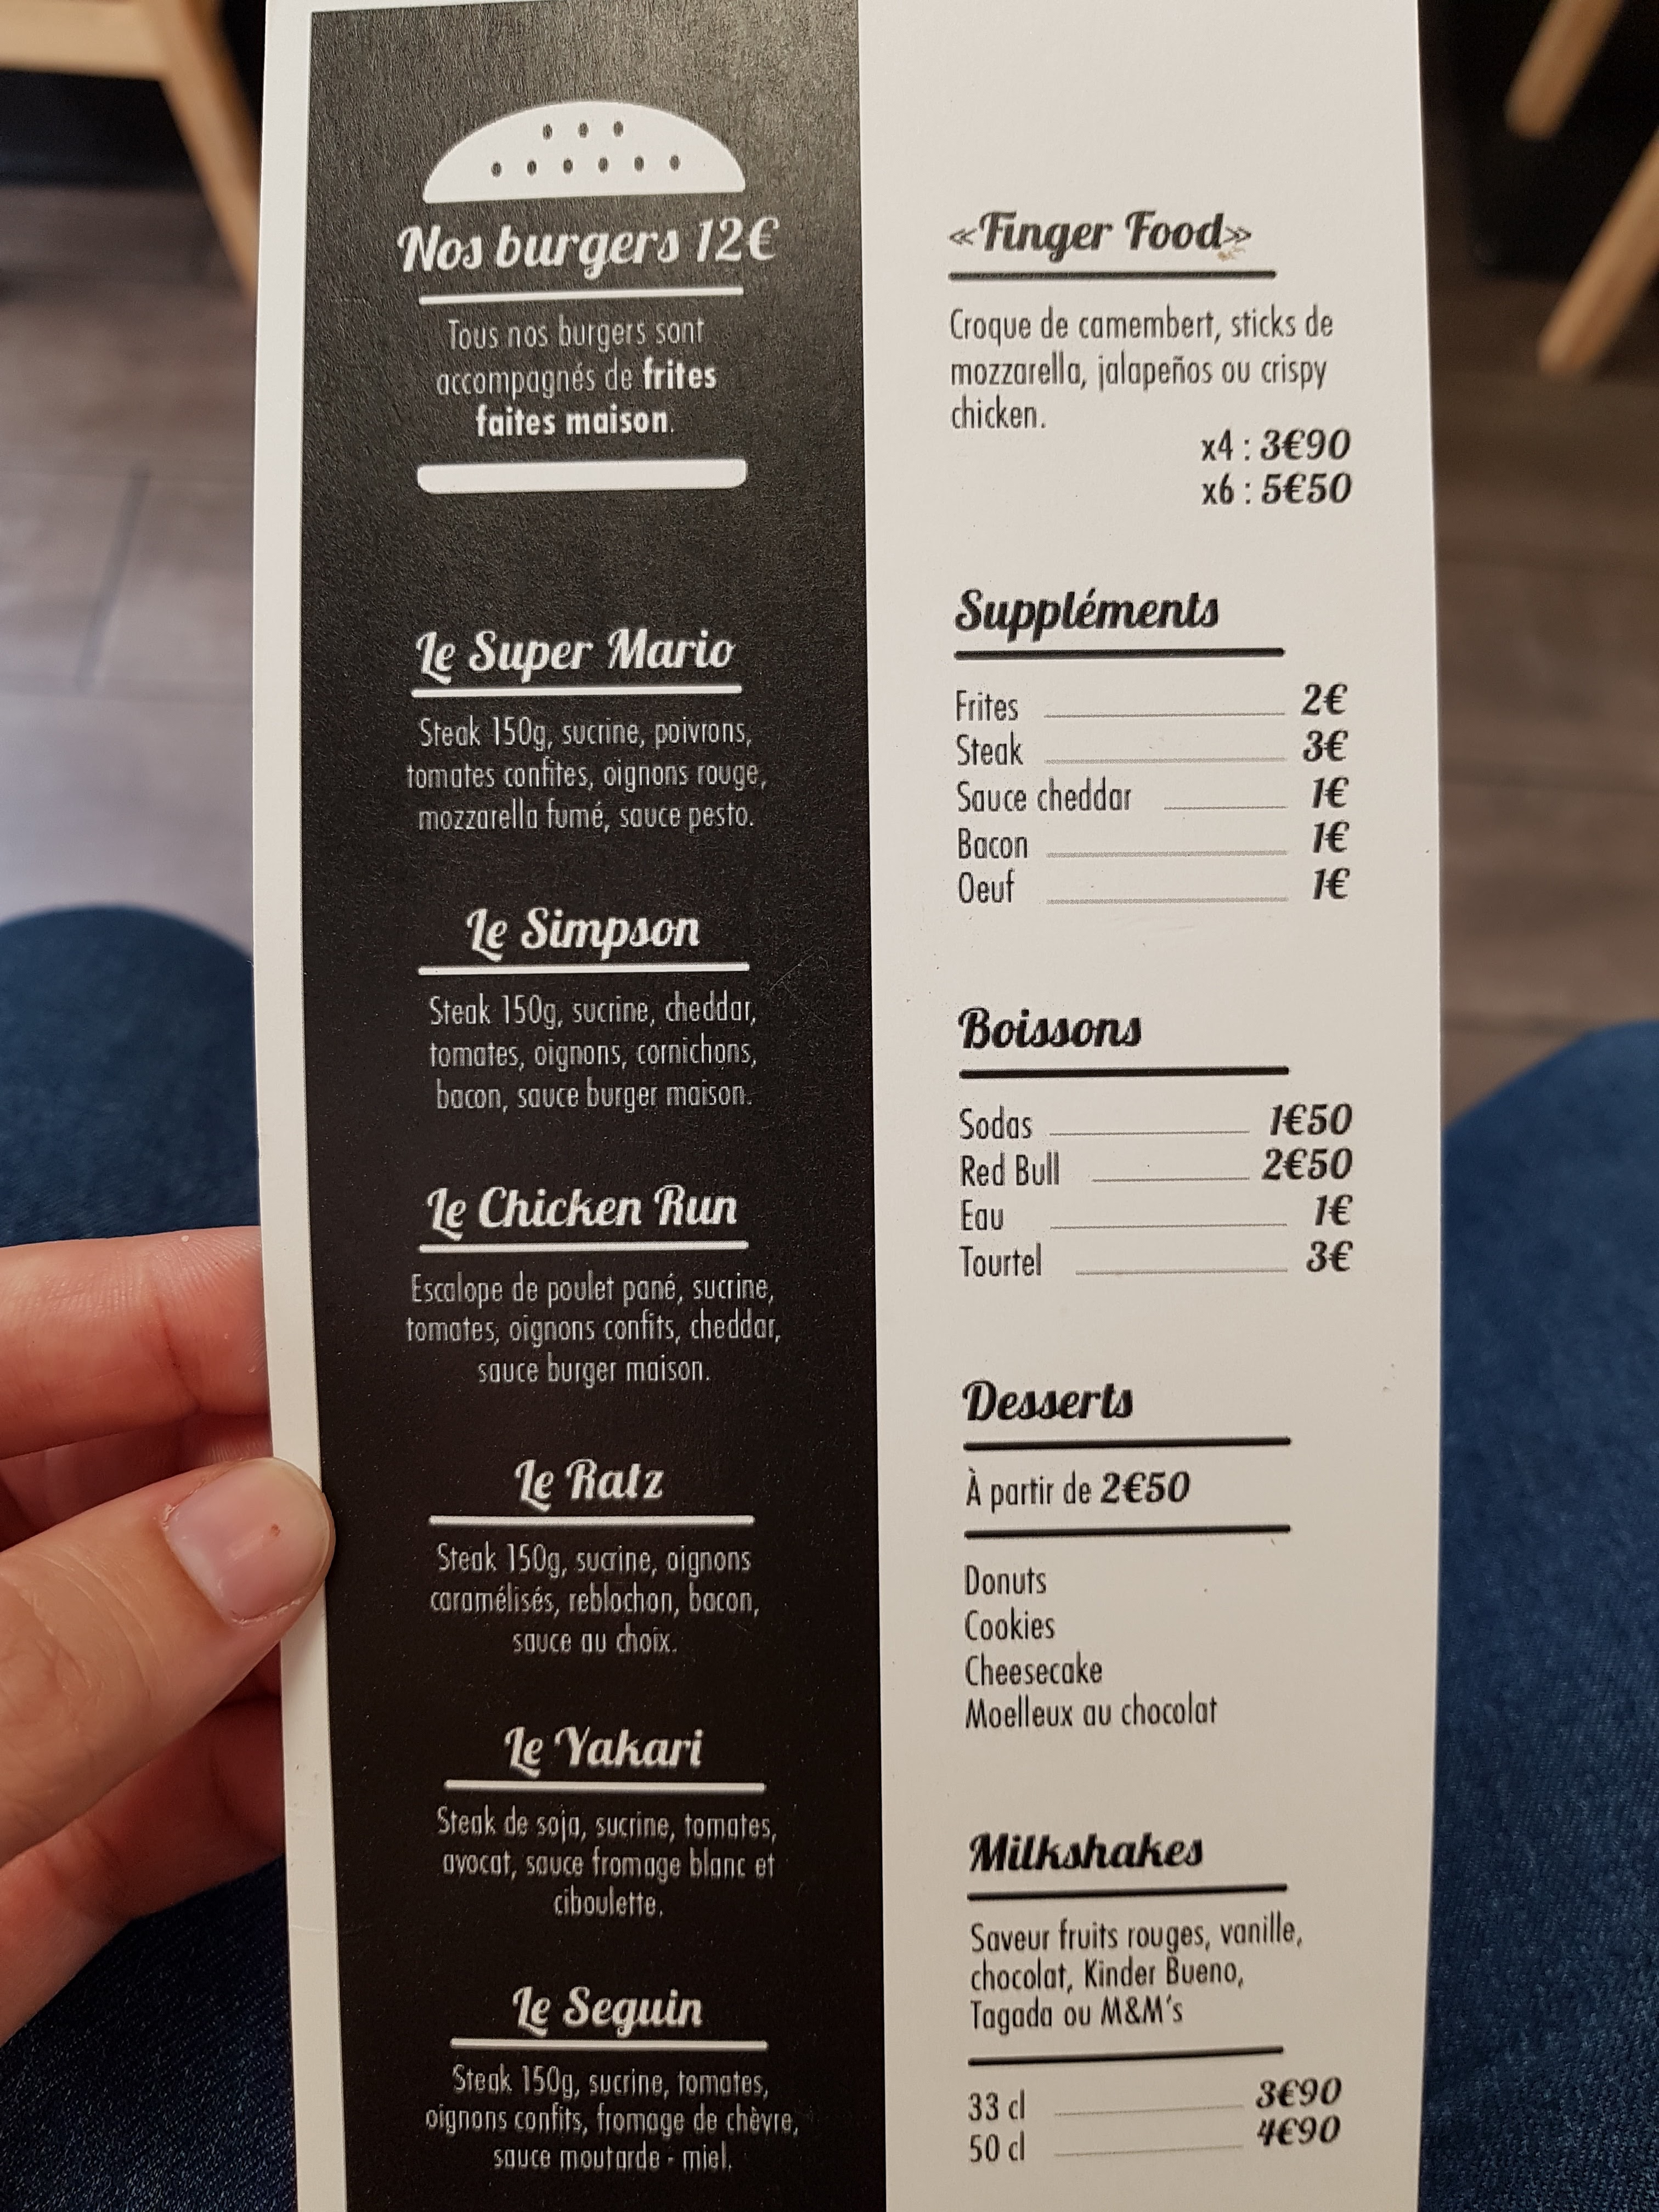 Nos burgers 12€
Tous nos burgers sont
accompagnés de frites
faites maison.
Le Super Mario
Steak 150g, sucrine, poivrons,
tomates confites, oignons rouge,
mozzarella fumé, sauce pesto.
Le Simpson
Steak 150g, sucrine, cheddar,
tomates, oignons, cornichons,
bacon, sauce burger maison.
Le Chicken Run
Escalope de poulet pané, sucrine,
tomates, oignons confits, cheddar,
sauce burger maison.
Le Ratz
Steak 150g, sucrine, oignons
caramélisés, reblochon, bacon,
sauce au choix.
Le Yakari
Steak de soja, sucrine, tomates,
avocat, sauce fromage blanc et
ciboulette.
Le Seguin
Steak 150g, sucrine, tomates,
oignons confits, fromage de chèvre,
sauce moutarde - miel.
«Finger Food»
Croque de camembert, sticks de
mozzarella, jalapeños ou crispy
chicken.
x4 : 3€90
x6 : 5€50
Suppléments
Frites 2€
Steak 3€
Sauce cheddar 1€
Bacon 1€
Oeuf 1€
Boissons
Sodas 1€50
Red Bull 2€50
Eau 1€
Tourtel 3€
Desserts
À partir de 2€50
Donuts
Cookies
Cheesecake
Moelleux au chocolat
Milkshakes
Saveur fruits rouges, vanille,
chocolat, Kinder Bueno,
Tagada ou M&M's
33 cl 3€90
50 cl 4€90